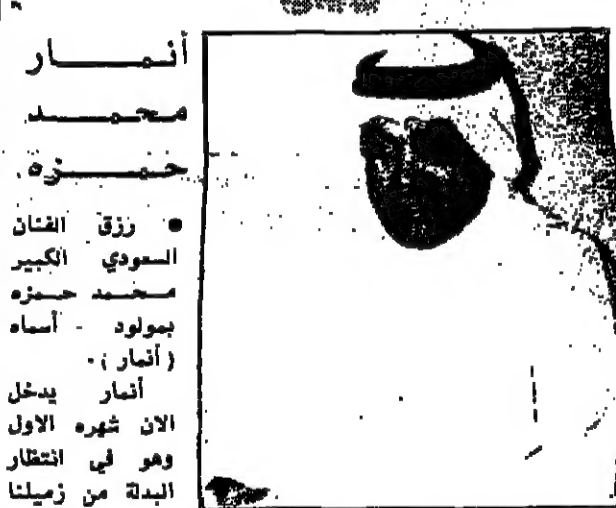 أنمار
محمد
حمزه
● رزق الفنان
السعودي الكبير
محمد حمزه
بمولود - أسماه
(أنمار).
أنمار يدخل
الان شهره الاول
وهو في انتظار
البدلة من زميلنا